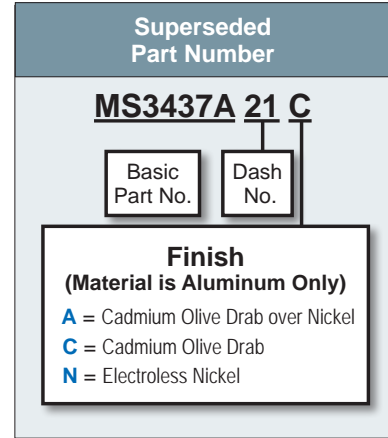 Superseded
Part Number
MS3437A 21 C
Basic
Part No.
Dash
No.
Finish
(Material is Aluminum Only)
A = Cadmium Olive Drab over Nickel
C = Cadmium Olive Drab
N = Electroless Nickel